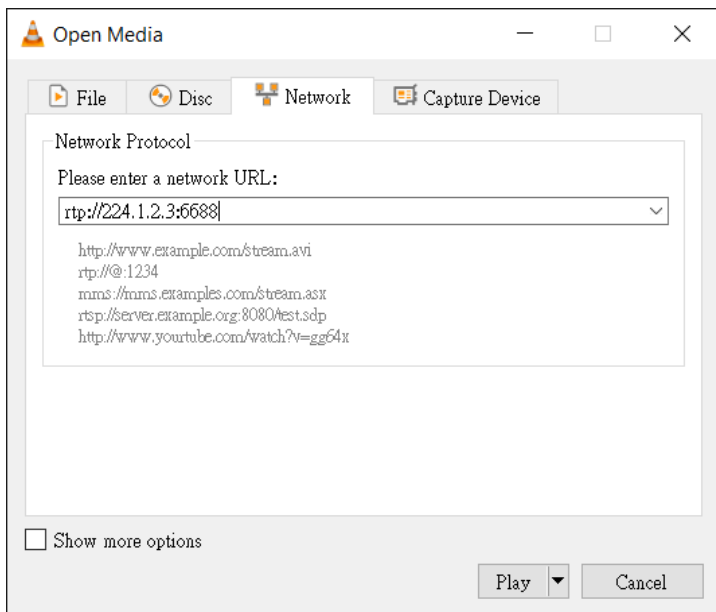 Open Media
File Disc Network Capture Device
Network Protocol
Please enter a network URL:
rtp://224.1.2.3:6688
http://www.example.com/stream.avi
rtp://@:1234
mms://mms.examples.com/stream.asx
rtsp://server.example.org:8080/test.sdp
http://www.yourtube.com/watch?v=gg64x
Show more options
Play Cancel